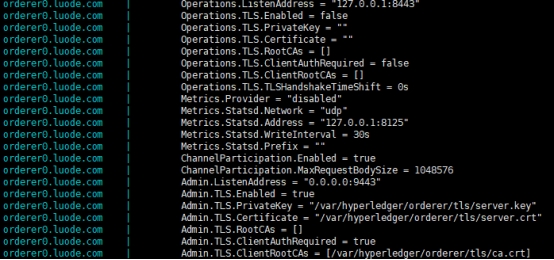 orderer0.luode.com | Operations.ListenAddress = "127.0.0.1:8443"
orderer0.luode.com | Operations.TLS.Enabled = false
orderer0.luode.com | Operations.TLS.PrivateKey = ""
orderer0.luode.com | Operations.TLS.Certificate = ""
orderer0.luode.com | Operations.TLS.RootCAs = []
orderer0.luode.com | Operations.TLS.ClientAuthRequired = false
orderer0.luode.com | Operations.TLS.ClientRootCAs = []
orderer0.luode.com | Operations.TLS.TLSHandshakeTimeShift = 0s
orderer0.luode.com | Metrics.Provider = "disabled"
orderer0.luode.com | Metrics.Statsd.Network = "udp"
orderer0.luode.com | Metrics.Statsd.Address = "127.0.0.1:8125"
orderer0.luode.com | Metrics.Statsd.WriteInterval = 30s
orderer0.luode.com | Metrics.Statsd.Prefix = ""
orderer0.luode.com | ChannelParticipation.Enabled = true
orderer0.luode.com | ChannelParticipation.MaxRequestBodySize = 1048576
orderer0.luode.com | Admin.ListenAddress = "0.0.0.0:9443"
orderer0.luode.com | Admin.TLS.Enabled = true
orderer0.luode.com | Admin.TLS.PrivateKey = "/var/hyperledger/orderer/tls/server.key"
orderer0.luode.com | Admin.TLS.Certificate = "/var/hyperledger/orderer/tls/server.crt"
orderer0.luode.com | Admin.TLS.RootCAs = []
orderer0.luode.com | Admin.TLS.ClientAuthRequired = true
orderer0.luode.com | Admin.TLS.ClientRootCAs = [/var/hyperledger/orderer/tls/ca.crt]